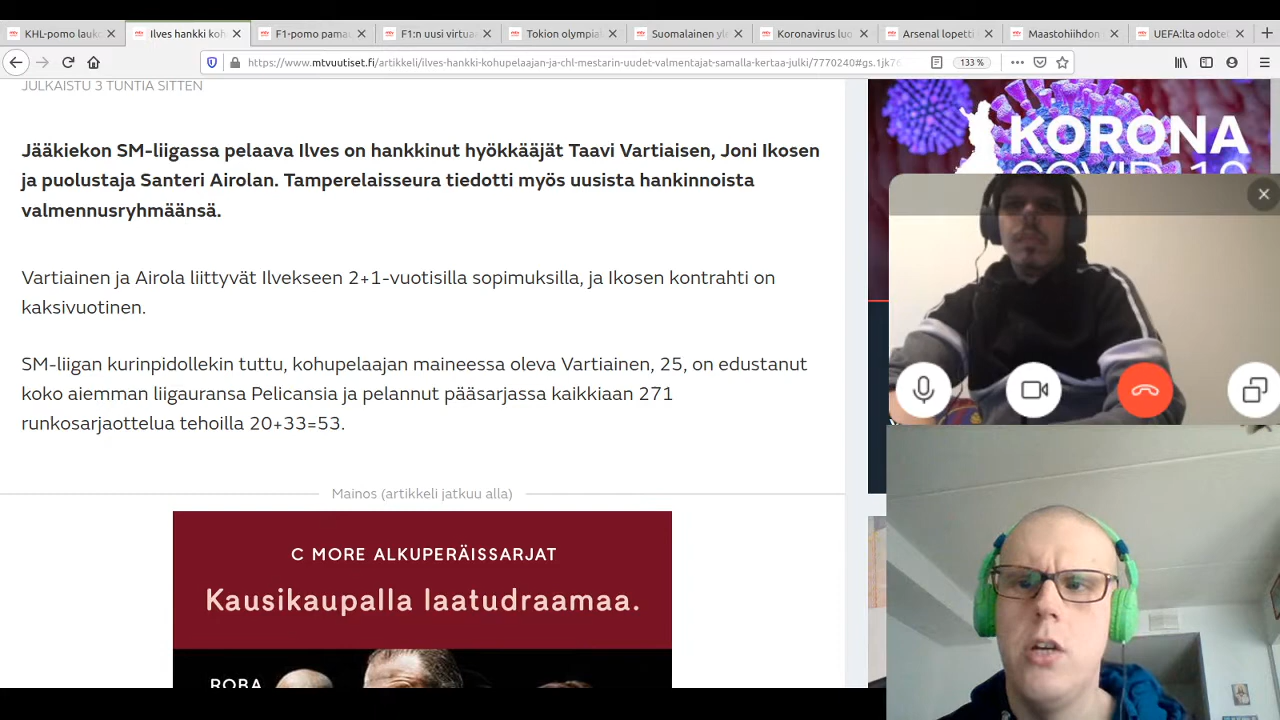 KHL-pomo lauk
Ilves hankki koh
F1-pomo pama
F1:n uusi virtua
Tokion olympia
Suomalainen yle
Koronavirus luo
Arsenal lopetti
Maastohiihdon
UEFA:lta odote
https://www.mtvuutiset.fi/artikkeli/ilves-hankki-kohupelaajan-ja-chl-mestarin-uudet-valmentajat-samalla-kertaa-julki/7770240#gs.1jk7
133 %
JULKAISTU 3 TUNTIA SITTEN
Jääkiekon SM-liigassa pelaava Ilves on hankkinut hyökkääjät Taavi Vartiaisen, Joni Ikosen
ja puolustaja Santeri Airolan. Tamperelaisseura tiedotti myös uusista hankinnoista
valmennusryhmäänsä.
Vartiainen ja Airola liittyvät Ilvekseen 2+1-vuotisilla sopimuksilla, ja Ikosen kontrahti on
kaksivuotinen.
SM-liigan kurinpidollekin tuttu, kohupelaajan maineessa oleva Vartiainen, 25, on edustanut
koko aiemman liigauransa Pelicansia ja pelannut pääsarjassa kaikkiaan 271
runkosarjaottelua tehoilla 20+33=53.
Mainos (artikkeli jatkuu alla)
C MORE ALKUPERÄISSARJAT
Kausikaupalla laatudraamaa.
ROBA
KORONA
COVID-19